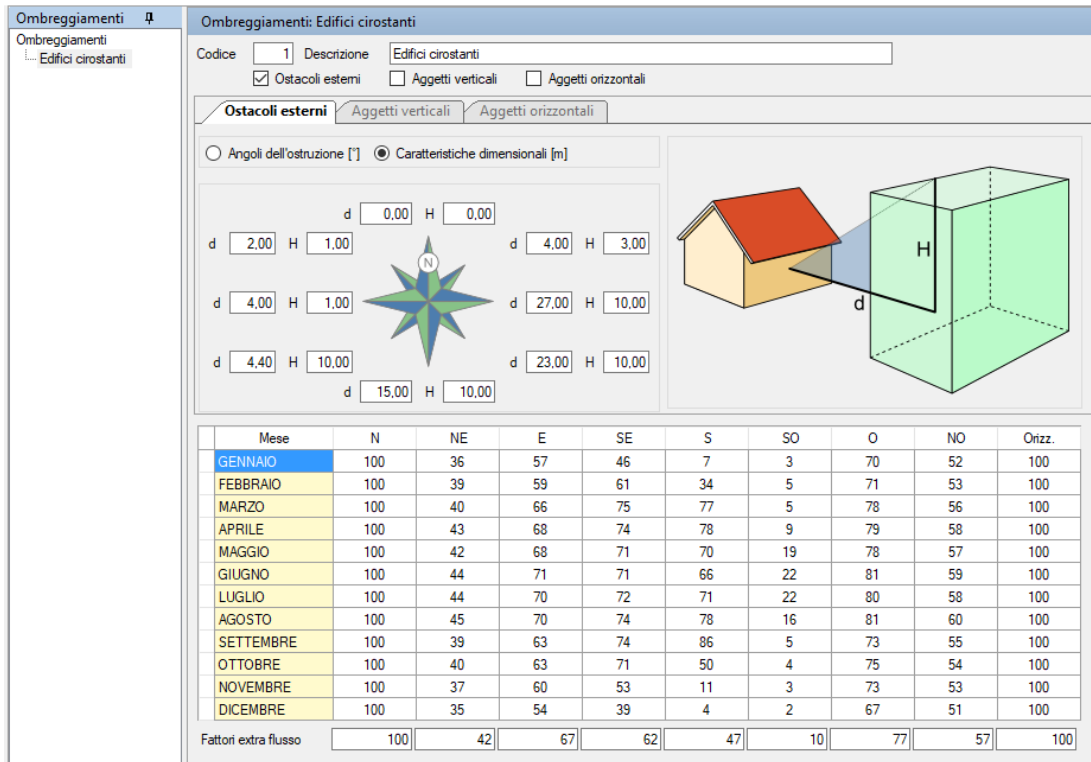 Ombreggiamenti
Ombreggiamenti
Edifici cirostanti
Ombreggiamenti: Edifici cirostanti
Codice 1 Descrizione Edifici cirostanti
Ostacoli esterni Aggetti verticali Aggetti orizzontali
Ostacoli esterni Aggetti verticali Aggetti orizzontali
Angoli dell'ostruzione [°] Caratteristiche dimensionali [m]
d 0,00 H 0,00
d 2,00 H 1,00 d 4,00 H 3,00
N
d 4,00 H 1,00 d 27,00 H 10,00
d 4,40 H 10,00 d 23,00 H 10,00
d 15,00 H 10,00
H
d
Mese N NE E SE S SO O NO Orizz.
GENNAIO 100 36 57 46 7 3 70 52 100
FEBBRAIO 100 39 59 61 34 5 71 53 100
MARZO 100 40 66 75 77 5 78 56 100
APRILE 100 43 68 74 78 9 79 58 100
MAGGIO 100 42 68 71 70 19 78 57 100
GIUGNO 100 44 71 71 66 22 81 59 100
LUGLIO 100 44 70 72 71 22 80 58 100
AGOSTO 100 45 70 74 78 16 81 60 100
SETTEMBRE 100 39 63 74 86 5 73 55 100
OTTOBRE 100 40 63 71 50 4 75 54 100
NOVEMBRE 100 37 60 53 11 3 73 53 100
DICEMBRE 100 35 54 39 4 2 67 51 100
Fattori extra flusso 100 42 67 62 47 10 77 57 100